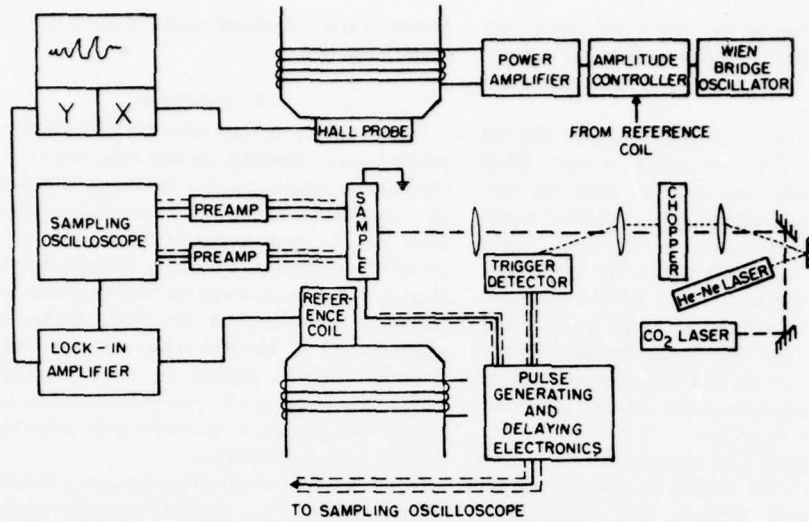 POWER
AMPLIFIER
AMPLITUDE
CONTROLLER
WIEN
BRIDGE
OSCILLATOR
Y
X
HALL PROBE
FROM REFERENCE
COIL
SAMPLING
OSCILLOSCOPE
PREAMP
PREAMP
SAMPLE
CHOPPER
TRIGGER
DETECTOR
He-Ne LASER
CO2 LASER
REFER-
ENCE
COIL
LOCK-IN
AMPLIFIER
PULSE
GENERATING
AND
DELAYING
ELECTRONICS
TO SAMPLING OSCILLOSCOPE